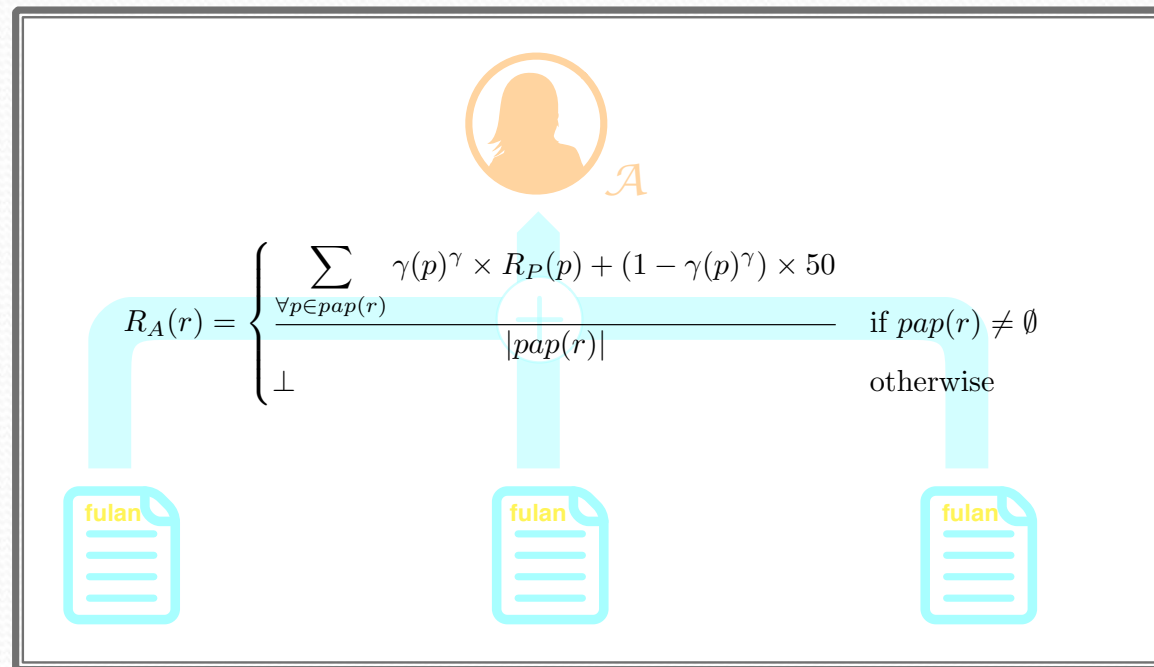 𝒜
∑ γ(p)^γ × R_P(p) + (1 − γ(p)^γ) × 50
∀p∈pap(r)
R_A(r) = { if pap(r) ≠ ∅
|pap(r)|
⊥ otherwise
fulan fulan fulan